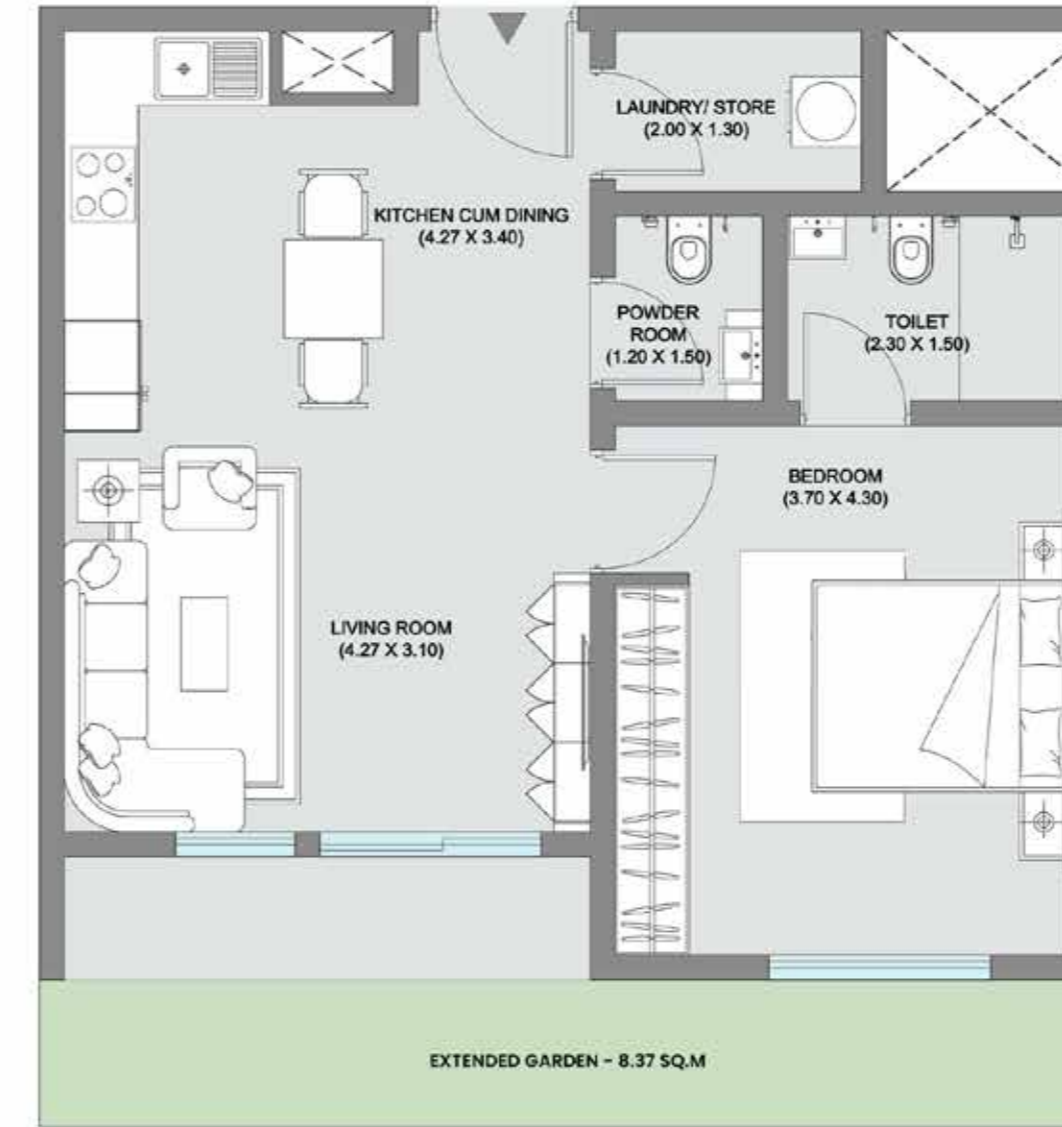 LAUNDRY/ STORE
(2.00 X 1.30)
KITCHEN CUM DINING
(4.27 X 3.40)
POWDER
ROOM
(1.20 X 1.50)
TOILET
(2.30 X 1.50)
BEDROOM
(3.70 X 4.30)
LIVING ROOM
(4.27 X 3.10)
EXTENDED GARDEN - 8.37 SQ.M